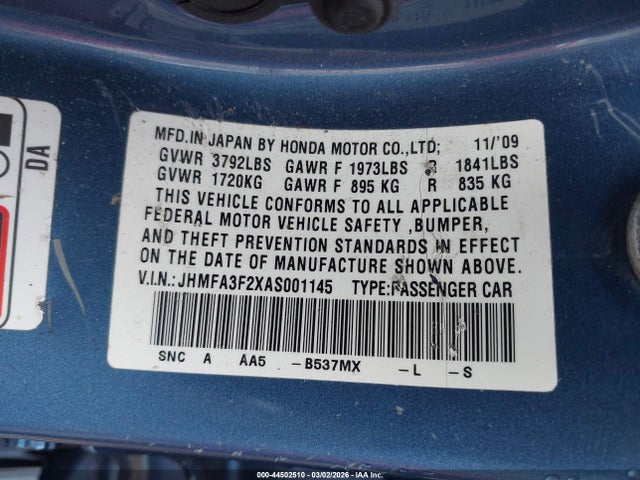 MFD.IN JAPAN BY HONDA MOTOR CO.,LTD; 11/'09
GVWR 3792LBS GAWR F 1973LBS R 1841LBS
GVWR 1720KG GAWR F 895 KG R 835 KG
THIS VEHICLE CONFORMS TO ALL APPLICABLE
FEDERAL MOTOR VEHICLE SAFETY ,BUMPER,
AND THEFT PREVENTION STANDARDS IN EFFECT
ON THE DATE OF MANUFACTURE SHOWN ABOVE.
V.I.N.:JHMFA3F2XAS001145 TYPE:PASSENGER CAR
SNC A AA5 -B537MX -L -S
DA
000-44502510 - 03/02/2026 - IAA